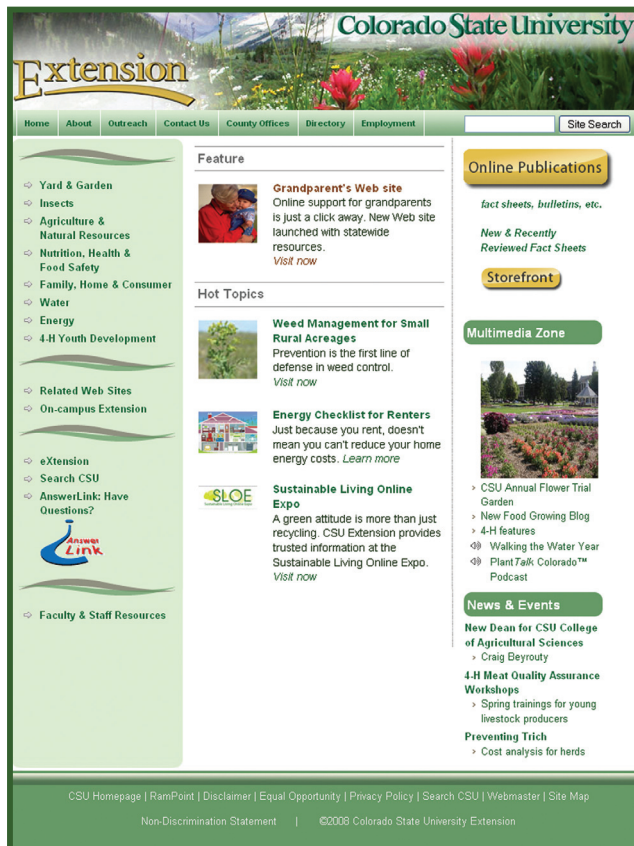 Colorado State University
Extension
Home
About
Outreach
Contact Us
County Offices
Directory
Employment
Site Search
Yard & Garden
Insects
Agriculture &
Natural Resources
Nutrition, Health &
Food Safety
Family, Home & Consumer
Water
Energy
4-H Youth Development
Related Web Sites
On-campus Extension
eXtension
Search CSU
AnswerLink: Have
Questions?
Answer
Link
Faculty & Staff Resources
Feature
Grandparent's Web site
Online support for grandparents
is just a click away. New Web site
launched with statewide
resources.
Visit now
Hot Topics
Weed Management for Small
Rural Acreages
Prevention is the first line of
defense in weed control.
Visit now
Energy Checklist for Renters
Just because you rent, doesn't
mean you can't reduce your home
energy costs. Learn more
SLOE
Sustainable Living Online Expo
Sustainable Living Online
Expo
A green attitude is more than just
recycling. CSU Extension provides
trusted information at the
Sustainable Living Online Expo.
Visit now
Online Publications
fact sheets, bulletins, etc.
New & Recently
Reviewed Fact Sheets
Storefront
Multimedia Zone
CSU Annual Flower Trial
Garden
New Food Growing Blog
4-H features
Walking the Water Year
PlantTalk Colorado™
Podcast
News & Events
New Dean for CSU College
of Agricultural Sciences
Craig Beyrouty
4-H Meat Quality Assurance
Workshops
Spring trainings for young
livestock producers
Preventing Trich
Cost analysis for herds
CSU Homepage | RamPoint | Disclaimer | Equal Opportunity | Privacy Policy | Search CSU | Webmaster | Site Map
Non-Discrimination Statement | ©2008 Colorado State University Extension